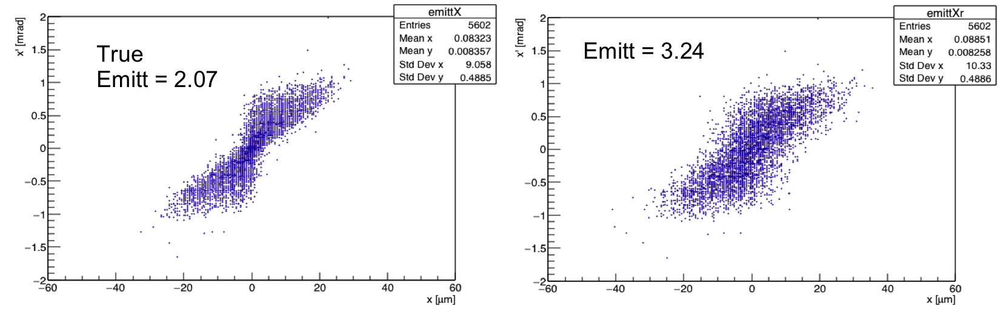 emittX
Entries 5602
Mean x 0.08323
Mean y 0.008357
Std Dev x 9.058
Std Dev y 0.4885
True
Emitt = 2.07
x' [mrad]
2
1.5
1
0.5
0
−0.5
−1
−1.5
−2
−60 −40 −20 0 20 40 60
x [μm]
emittXr
Entries 5602
Mean x 0.08851
Mean y 0.008258
Std Dev x 10.33
Std Dev y 0.4886
Emitt = 3.24
x' [mrad]
2
1.5
1
0.5
0
−0.5
−1
−1.5
−2
−60 −40 −20 0 20 40 60
x [μm]